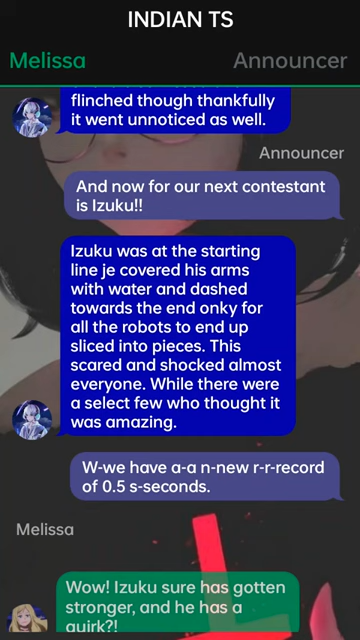 INDIAN TS
Melissa
Announcer
flinched though thankfully
it went unnoticed as well.
Announcer
And now for our next contestant
is Izuku!!
Izuku was at the starting
line je covered his arms
with water and dashed
towards the end onky for
all the robots to end up
sliced into pieces. This
scared and shocked almost
everyone. While there were
a select few who thought it
was amazing.
W-we have a-a n-new r-r-record
of 0.5 s-seconds.
Melissa
Wow! Izuku sure has gotten
stronger, and he has a
quirk?!